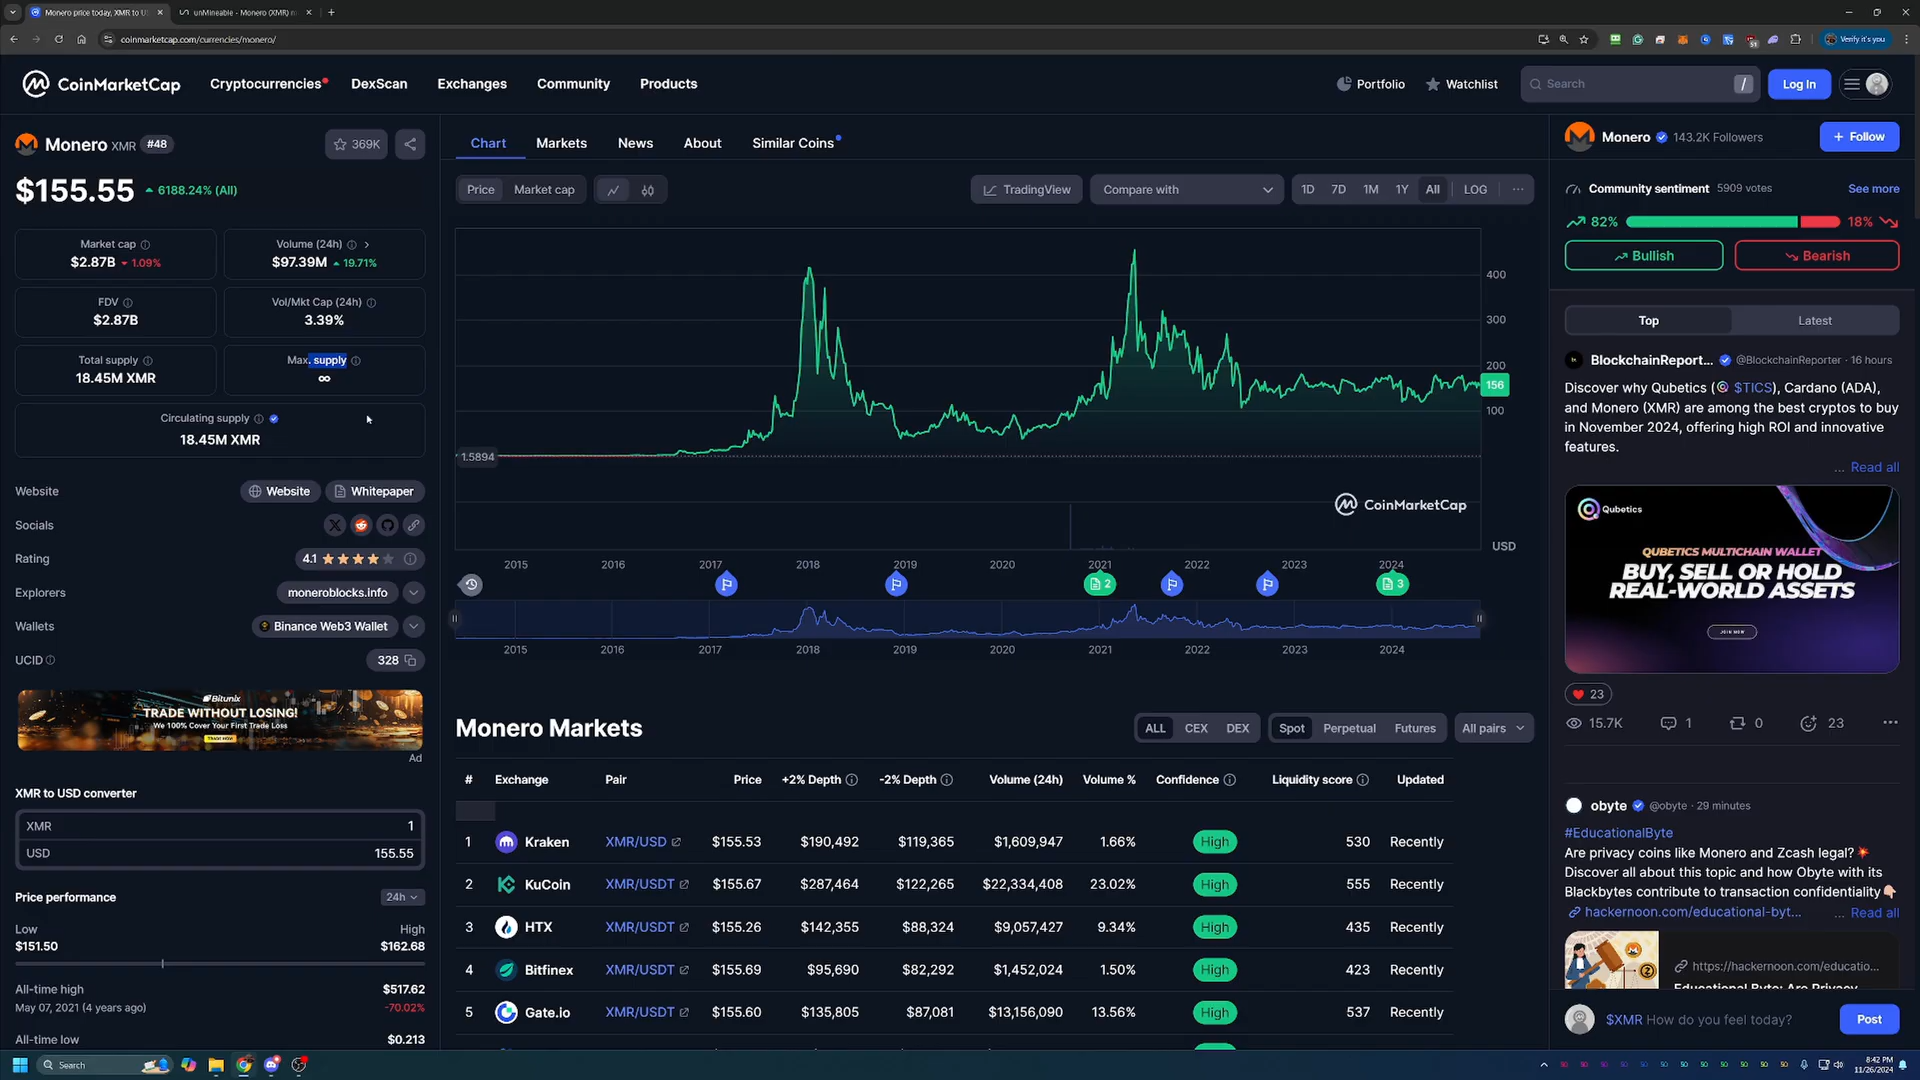 Monero price today, XMR to U
unMineable - Monero (XMR) m
coinmarketcap.com/currencies/monero/
Verify it's you
CoinMarketCap
Cryptocurrencies
DexScan
Exchanges
Community
Products
Portfolio
Watchlist
Search
/
Log In
Monero XMR #48
369K
$155.55
6188.24% (All)
Market cap
$2.87B 1.09%
Volume (24h)
$97.39M 19.71%
FDV
$2.87B
Vol/Mkt Cap (24h)
3.39%
Total supply
18.45M XMR
Max. supply
∞
Circulating supply
18.45M XMR
Website
Website
Whitepaper
Socials
Rating
4.1
Explorers
moneroblocks.info
Wallets
Binance Web3 Wallet
UCID
328
Bitunix
TRADE WITHOUT LOSING!
We 100% Cover Your First Trade Loss
TRADE NOW
Ad
XMR to USD converter
XMR 1
USD 155.55
Price performance
24h
Low
High
$151.50
$162.68
All-time high
$517.62
May 07, 2021 (4 years ago)
-70.02%
All-time low
$0.213
Chart
Markets
News
About
Similar Coins
Price
Market cap
TradingView
Compare with
1D 7D 1M 1Y All LOG
400
300
200
156
100
1.5894
CoinMarketCap
USD
2015 2016 2017 2018 2019 2020 2021 2022 2023 2024
2
3
2015 2016 2017 2018 2019 2020 2021 2022 2023 2024
Monero Markets
ALL CEX DEX
Spot Perpetual Futures
All pairs
# Exchange Pair Price +2% Depth -2% Depth Volume (24h) Volume % Confidence Liquidity score Updated
1 Kraken XMR/USD $155.53 $190,492 $119,365 $1,609,947 1.66% High 530 Recently
2 KuCoin XMR/USDT $155.67 $287,464 $122,265 $22,334,408 23.02% High 555 Recently
3 HTX XMR/USDT $155.26 $142,355 $88,324 $9,057,427 9.34% High 435 Recently
4 Bitfinex XMR/USDT $155.69 $95,690 $82,292 $1,452,024 1.50% High 423 Recently
5 Gate.io XMR/USDT $155.60 $135,805 $87,081 $13,156,090 13.56% High 537 Recently
Monero 143.2K Followers
+ Follow
Community sentiment 5909 votes
See more
82%
18%
Bullish
Bearish
Top
Latest
BlockchainReport... @BlockchainReporter · 16 hours
Discover why Qubetics ( $TICS), Cardano (ADA),
and Monero (XMR) are among the best cryptos to buy
in November 2024, offering high ROI and innovative
features.
... Read all
Qubetics
QUBETICS MULTICHAIN WALLET
BUY, SELL OR HOLD
REAL-WORLD ASSETS
JOIN NOW
23
15.7K 1 0 23
obyte @obyte · 29 minutes
#EducationalByte
Are privacy coins like Monero and Zcash legal?
Discover all about this topic and how Obyte with its
Blackbytes contribute to transaction confidentiality
hackernoon.com/educational-byt...
... Read all
https://hackernoon.com/educatio...
Educational Byte: Are Privacy
$XMR How do you feel today?
Post
Search
8:42 PM
11/26/2024